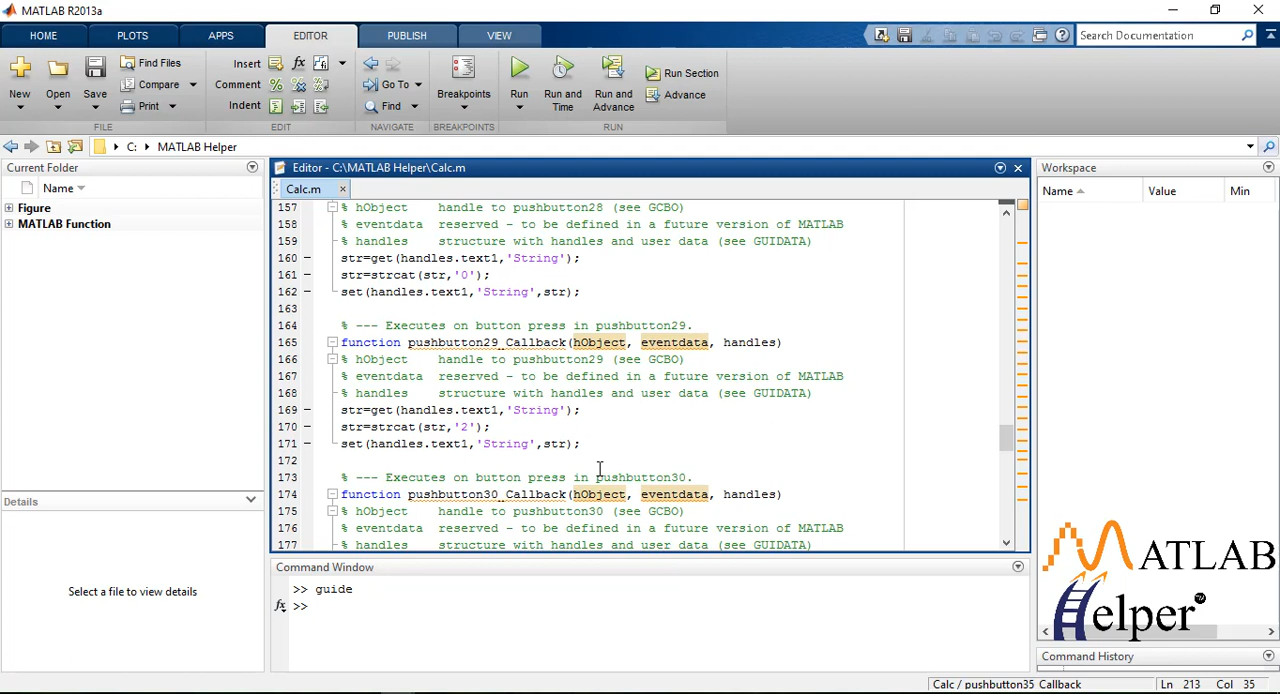 MATLAB R2013a
HOME PLOTS APPS EDITOR PUBLISH VIEW Search Documentation
New Open Save Find Files Compare Print
Insert fx
Comment
Indent
Go To Find
Breakpoints
Run Run and Time Run and Advance Run Section Advance
FILE EDIT NAVIGATE BREAKPOINTS RUN
C: MATLAB Helper
Current Folder
Name
Figure
MATLAB Function
Details
Select a file to view details
Editor - C:\MATLAB Helper\Calc.m
Calc.m
157 % hObject    handle to pushbutton28 (see GCBO)
158 % eventdata  reserved - to be defined in a future version of MATLAB
159 % handles    structure with handles and user data (see GUIDATA)
160 - str=get(handles.text1,'String');
161 - str=strcat(str,'0');
162 - set(handles.text1,'String',str);
163
164 % --- Executes on button press in pushbutton29.
165 function pushbutton29_Callback(hObject, eventdata, handles)
166 % hObject    handle to pushbutton29 (see GCBO)
167 % eventdata  reserved - to be defined in a future version of MATLAB
168 % handles    structure with handles and user data (see GUIDATA)
169 - str=get(handles.text1,'String');
170 - str=strcat(str,'2');
171 - set(handles.text1,'String',str);
172
173 % --- Executes on button press in pushbutton30.
174 function pushbutton30_Callback(hObject, eventdata, handles)
175 % hObject    handle to pushbutton30 (see GCBO)
176 % eventdata  reserved - to be defined in a future version of MATLAB
177 % handles    structure with handles and user data (see GUIDATA)
Command Window
>> guide
fx >>
Workspace
Name Value Min
MATLAB
Helper
Command History
Calc / pushbutton35 Callback Ln 213 Col 35